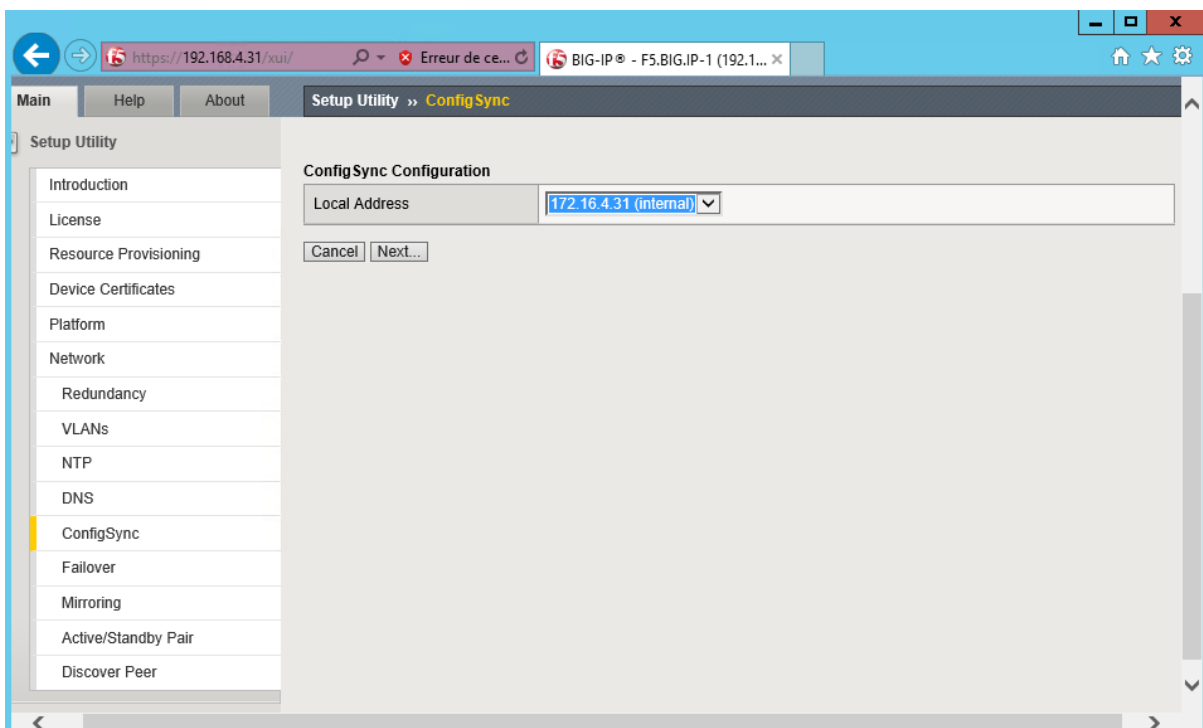 https://192.168.4.31/xui/ Erreur de ce... BIG-IP® - F5.BIG.IP-1 (192.1...
Main Help About Setup Utility » ConfigSync
Setup Utility
Introduction
License
Resource Provisioning
Device Certificates
Platform
Network
Redundancy
VLANs
NTP
DNS
ConfigSync
Failover
Mirroring
Active/Standby Pair
Discover Peer
ConfigSync Configuration
Local Address 172.16.4.31 (internal)
Cancel Next...